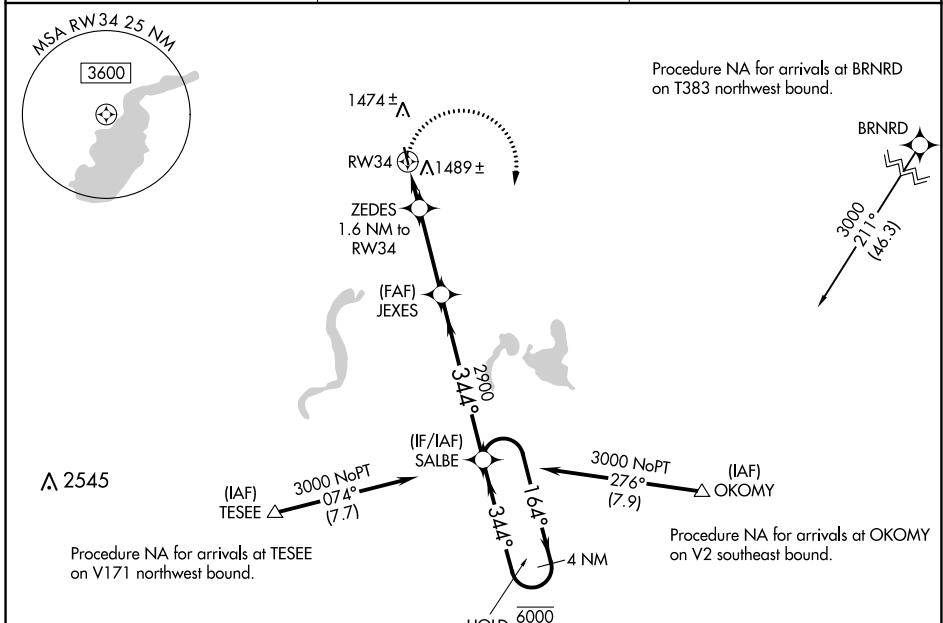 MSA RW34 25 NM
3600
Procedure NA for arrivals at BRNRD
on T383 northwest bound.
BRNRD
3000
211°
(46.3)
1474 ±
RW34
1489 ±
ZEDES
1.6 NM to
RW34
(FAF)
JEXES
2900
344°
(IF/IAF)
SALBE
2545
(IAF)
TESEE
3000 NoPT
074°
(7.7)
3000 NoPT
276°
(7.9)
(IAF)
OKOMY
344°
164°
4 NM
Procedure NA for arrivals at TESEE
on V171 northwest bound.
Procedure NA for arrivals at OKOMY
on V2 southeast bound.
HOLD 6000